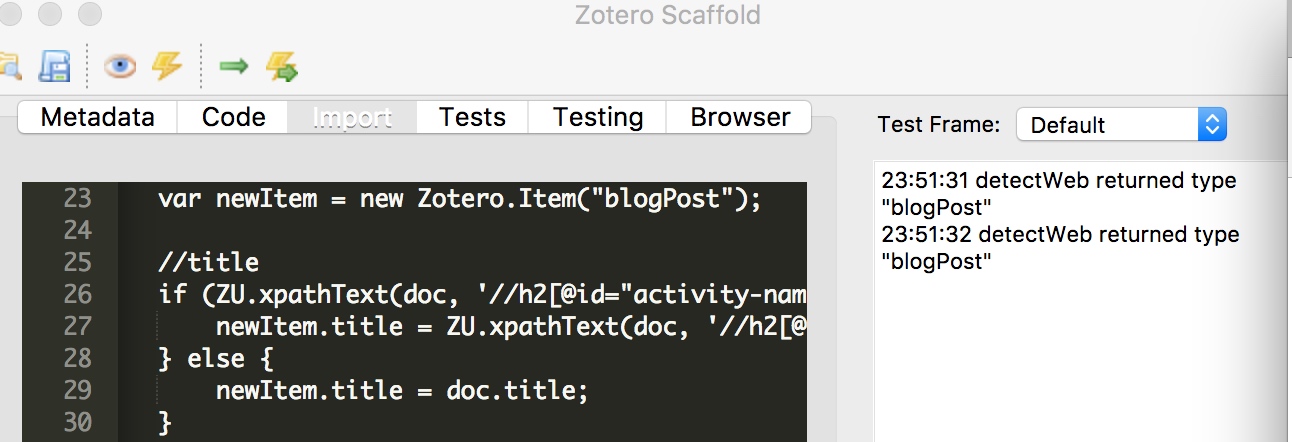 Zotero Scaffold
Metadata Code Import Tests Testing Browser
Test Frame: Default
23 var newItem = new Zotero.Item("blogPost");
24
25 //title
26 if (ZU.xpathText(doc, '//h2[@id="activity-nam
27 newItem.title = ZU.xpathText(doc, '//h2[@
28 } else {
29 newItem.title = doc.title;
30 }
23:51:31 detectWeb returned type
"blogPost"
23:51:32 detectWeb returned type
"blogPost"